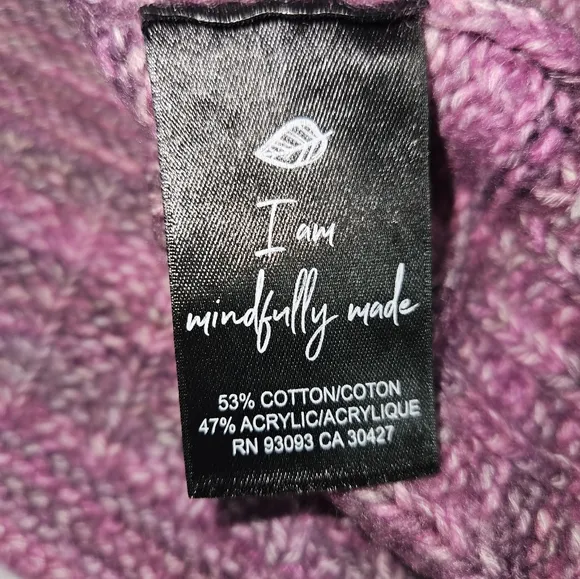 I am
mindfully made
53% COTTON/COTON
47% ACRYLIC/ACRYLIQUE
RN 93093 CA 30427